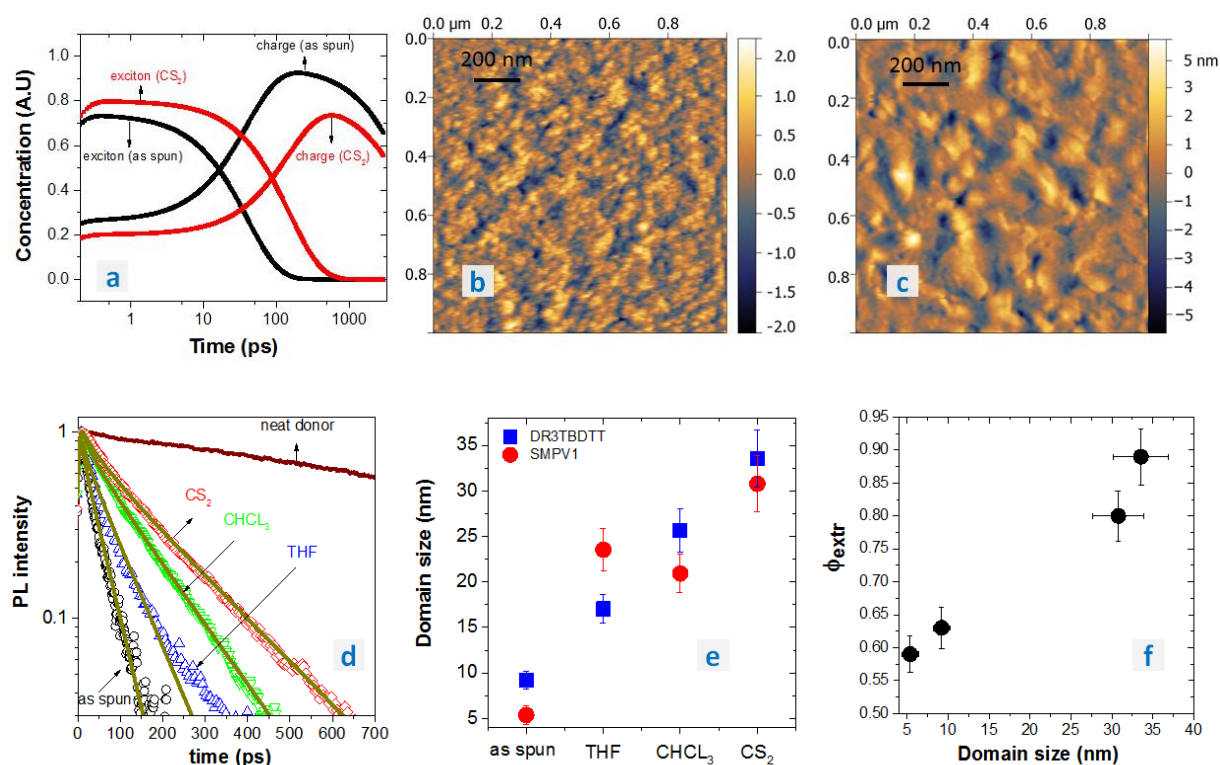 1.0
0.8
0.6
0.4
0.2
0.0
Concentration (A.U)
charge (as spun)
exciton (CS₂)
exciton (as spun)
charge (CS₂)
a
1 10 100 1000
Time (ps)
0.0 µm 0.2 0.4 0.6 0.8
0.0
0.2
0.4
0.6
0.8
b
200 nm
2.0
1.5
1.0
0.5
0.0
-0.5
-1.0
-1.5
-2.0
0.0 µm 0.2 0.4 0.6 0.8
0.0
0.2
0.4
0.6
0.8
c
200 nm
5 nm
4
3
2
1
0
−1
−2
−3
−4
−5
1
0.1
PL intensity
neat donor
CS₂
CHCL₃
THF
as spun
d
0 100 200 300 400 500 600 700
time (ps)
35
30
25
20
15
10
5
Domain size (nm)
DR3TBDTT
SMPV1
e
as spun THF CHCL₃ CS₂
0.95
0.90
0.85
0.80
0.75
0.70
0.65
0.60
0.55
0.50
ϕextr
f
5 10 15 20 25 30 35 40
Domain size (nm)